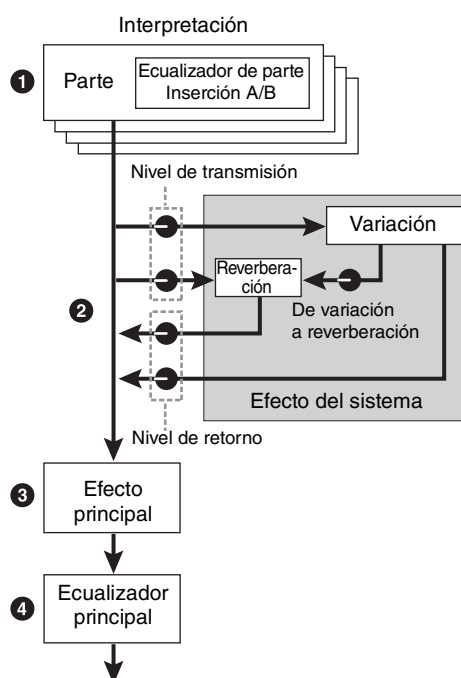 Interpretación
1
Parte
Ecualizador de parte
Inserción A/B
Nivel de transmisión
Variación
Reverbera-
ción
2
De variación
a reverberación
Efecto del sistema
Nivel de retorno
3
Efecto
principal
4
Ecualizador
principal